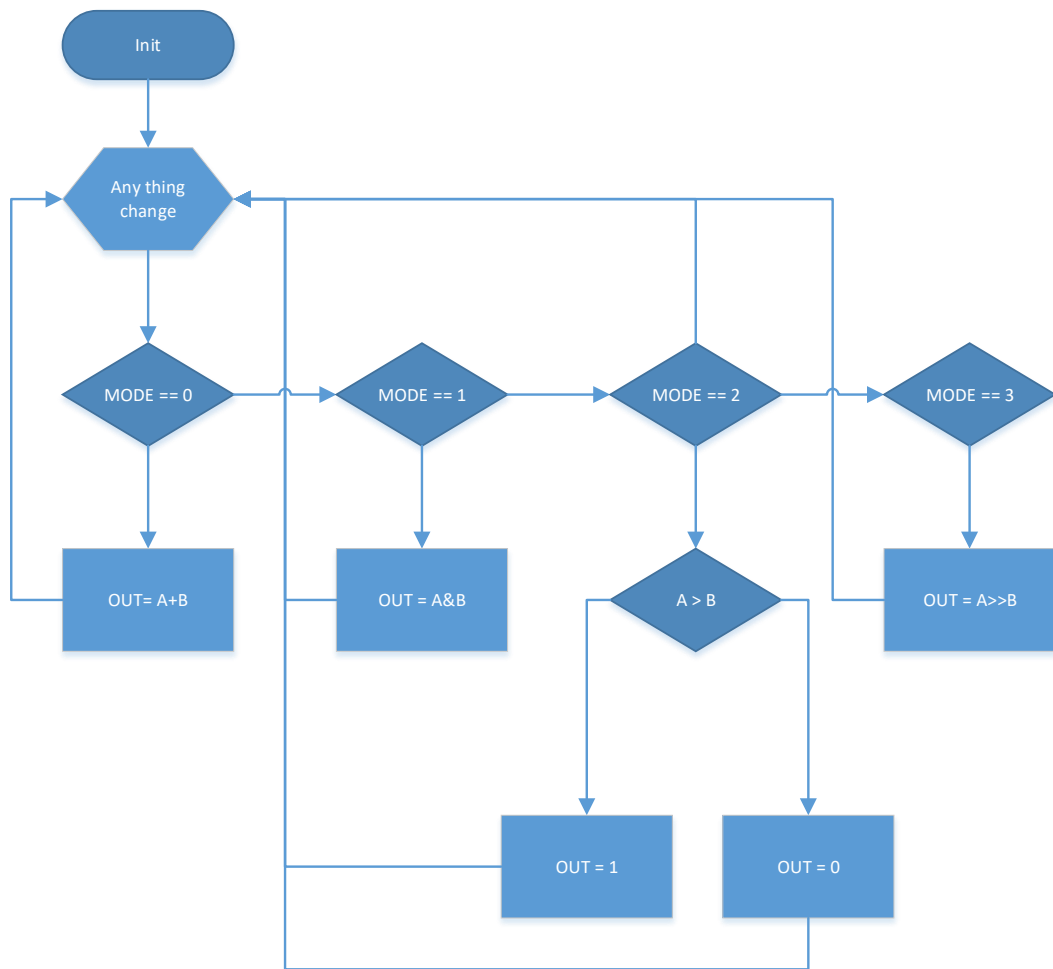 Init
Any thing
change
MODE == 0
MODE == 1
MODE == 2
MODE == 3
OUT= A+B
OUT = A&B
A > B
OUT = A>>B
OUT = 1
OUT = 0